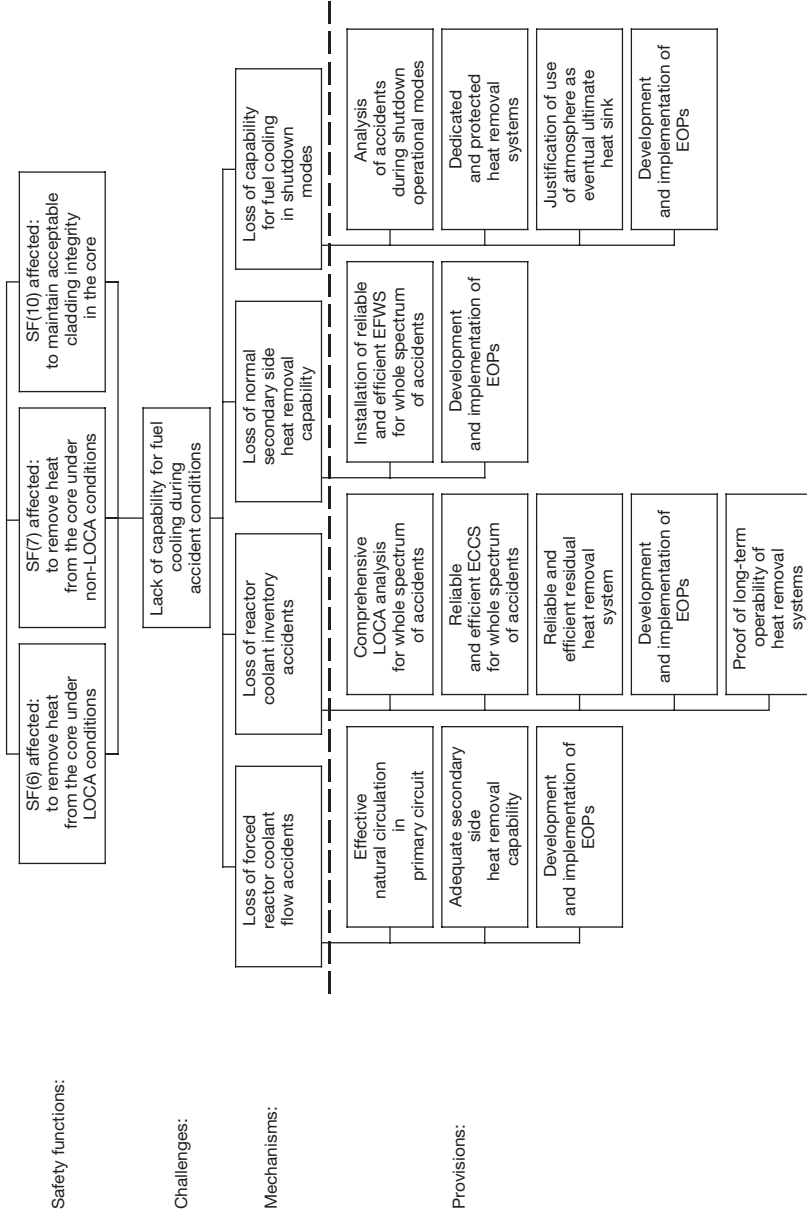 Safety functions:
SF(6) affected:
to remove heat
from the core under
LOCA conditions
SF(7) affected:
to remove heat
from the core under
non-LOCA conditions
SF(10) affected:
to maintain acceptable
cladding integrity
in the core
Challenges:
Lack of capability for fuel
cooling during
accident conditions
Mechanisms:
Loss of forced
reactor coolant
flow accidents
Loss of reactor
coolant inventory
accidents
Loss of normal
secondary side
heat removal
capability
Loss of capability
for fuel cooling
in shutdown
modes
Provisions:
Effective
natural circulation
in
primary circuit
Adequate secondary
side
heat removal
capability
Development
and implementation of
EOPs
Comprehensive
LOCA analysis
for whole spectrum
of accidents
Reliable
and efficient ECCS
for whole spectrum
of accidents
Reliable and
efficient residual
heat removal
system
Development
and implementation of
EOPs
Proof of long-term
operability of
heat removal
systems
Installation of reliable
and efficient EFWS
for whole spectrum
of accidents
Development
and implementation of
EOPs
Analysis
of accidents
during shutdown
operational modes
Dedicated
and protected
heat removal
systems
Justification of use
of atmosphere as
eventual ultimate
heat sink
Development
and implementation of
EOPs